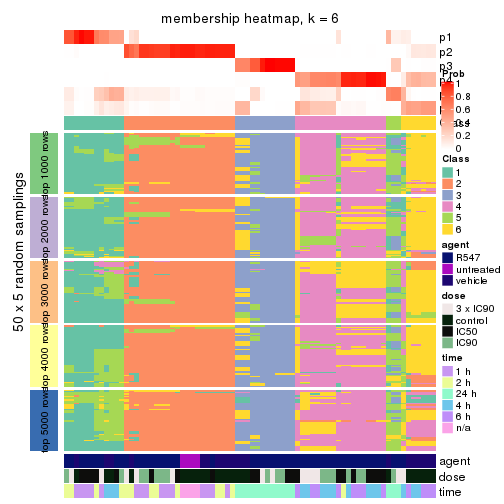 membership heatmap, k = 6
p1
p2
p3
p4
Prob
1
0.8
0.6
0.4
0.2
0
Class
1
2
3
4
5
6
agent
R547
untreated
vehicle
dose
3 x IC90
control
IC50
IC90
time
1 h
2 h
24 h
4 h
6 h
n/a
50 x 5 random samplings
top 1000 rows
top 2000 rows
top 3000 rows
top 4000 rows
top 5000 rows
agent
dose
time